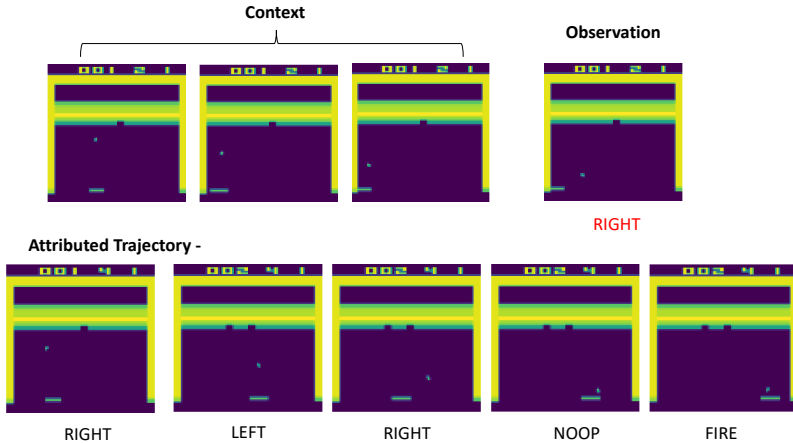 Context
Observation
RIGHT
Attributed Trajectory -
RIGHT
LEFT
RIGHT
NOOP
FIRE